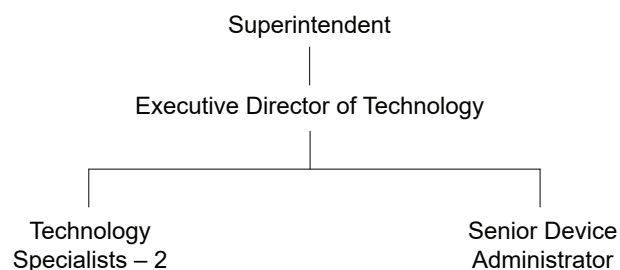 Superintendent
Executive Director of Technology
Technology
Specialists – 2
Senior Device
Administrator